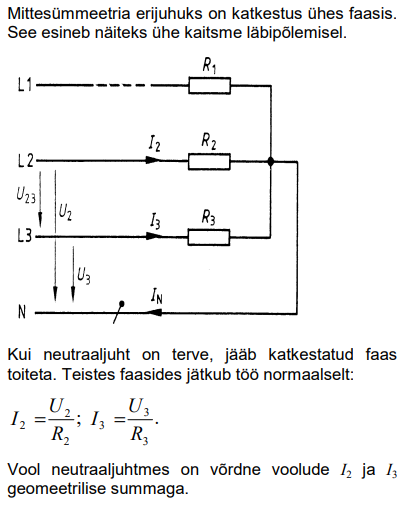 Mittesümmeetria erijuhuks on katkestus ühes faasis.
See esineb näiteks ühe kaitsme läbipõlemisel.
R1
L1
I2 R2
L2
U23
U2
I3 R3
L3
U3
IN
N
Kui neutraaljuht on terve, jääb katkestatud faas
toiteta. Teistes faasides jätkub töö normaalselt:
I2 = U2/R2; I3 = U3/R3.
Vool neutraaljuhtmes on võrdne voolude I2 ja I3
geomeetrilise summaga.